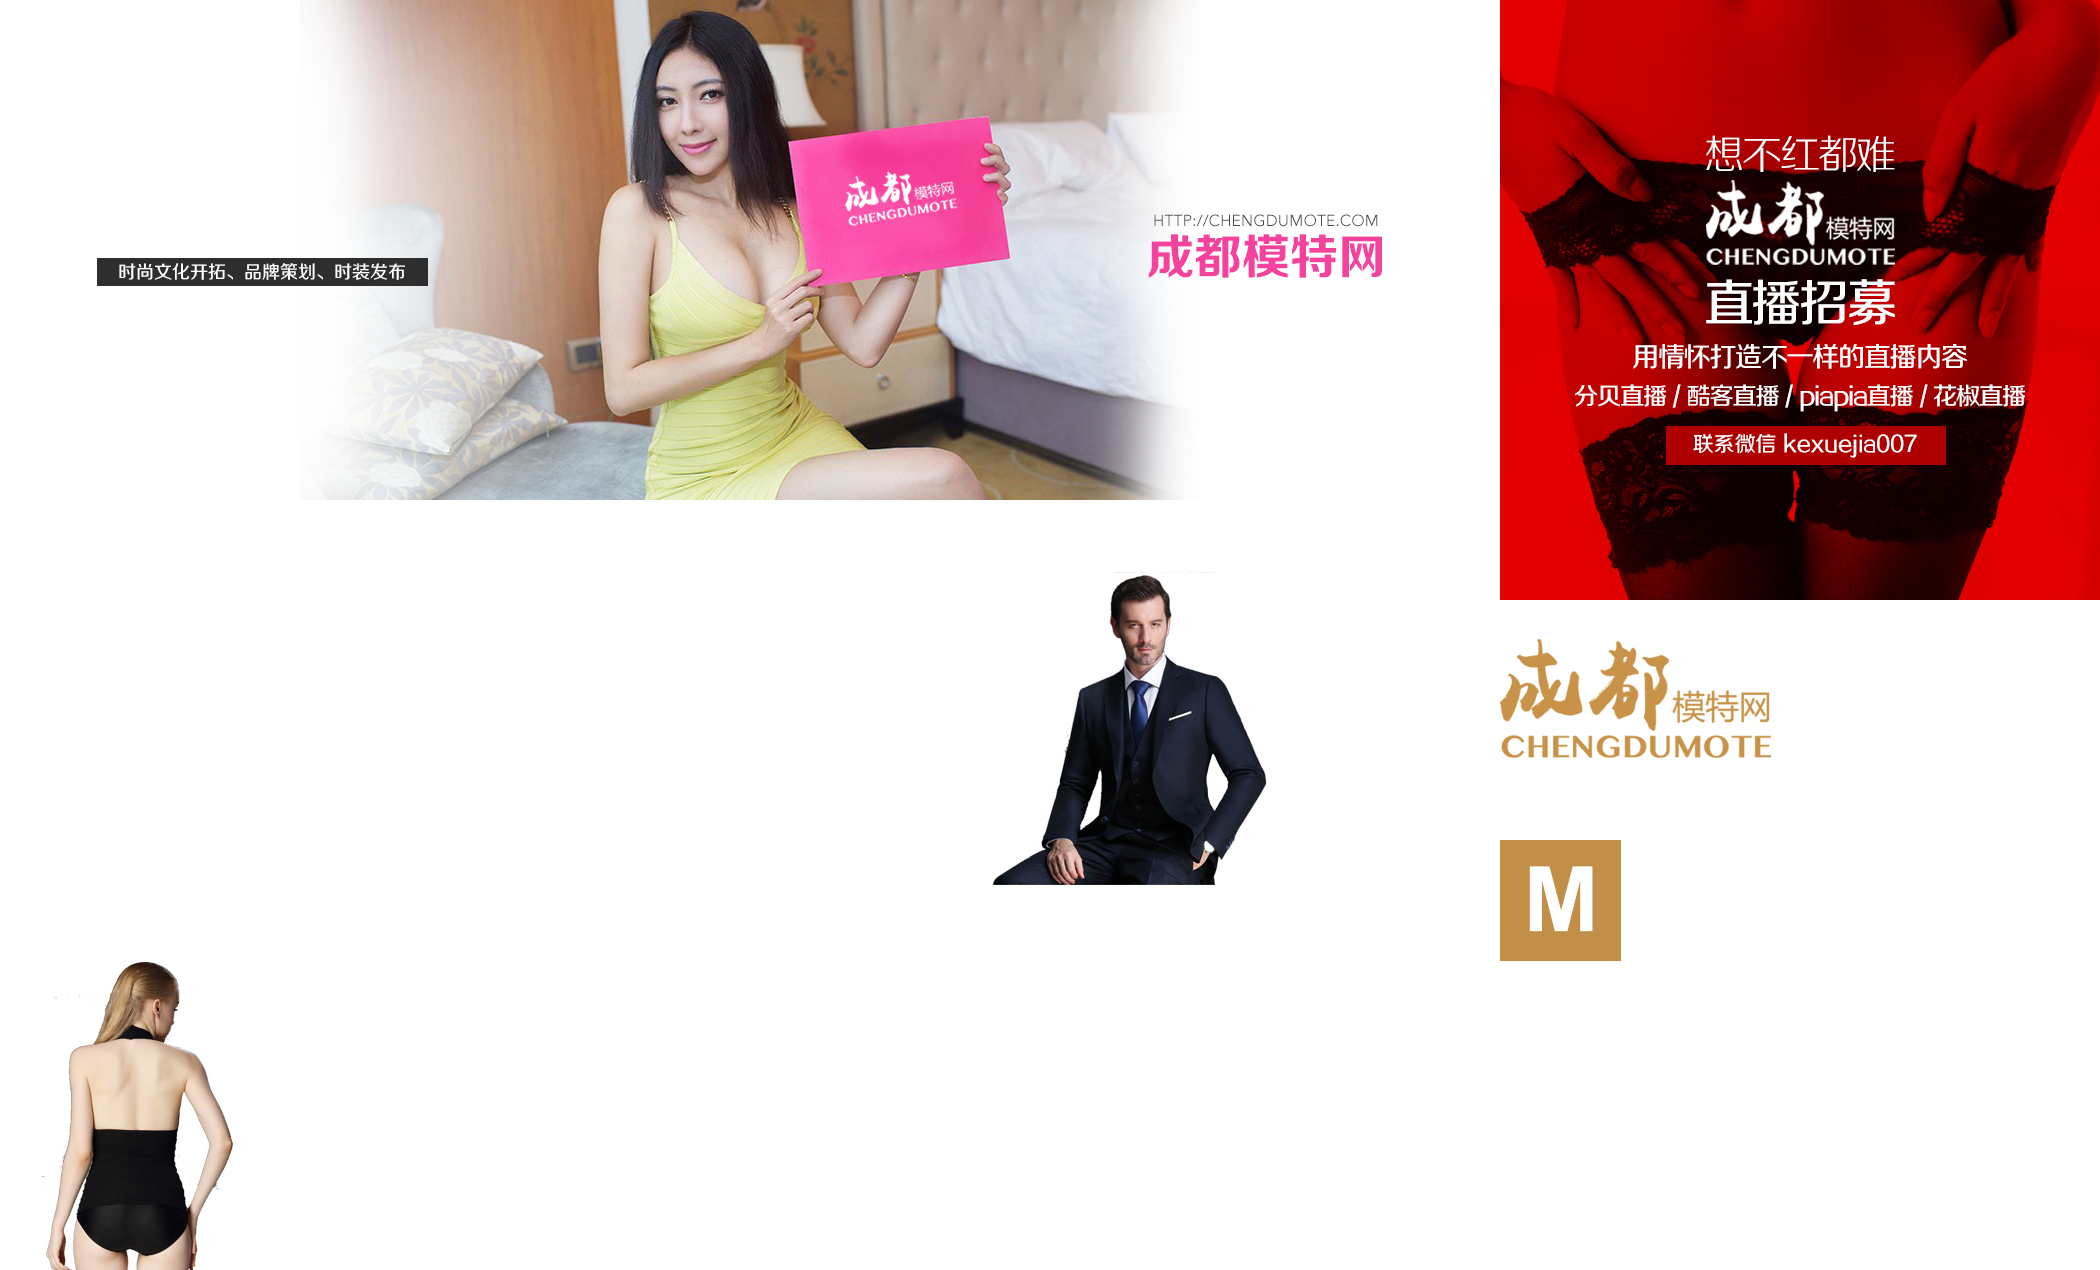 时尚文化开拓、品牌策划、时装发布
成都模特网
CHENGDUMOTE
HTTP://CHENGDUMOTE.COM
成都模特网
想不红都难
成都模特网
CHENGDUMOTE
直播招募
用情怀打造不一样的直播内容
分贝直播 / 酷客直播 / piapia直播 / 花椒直播
联系微信 kexuejia007
成都模特网
CHENGDUMOTE
M